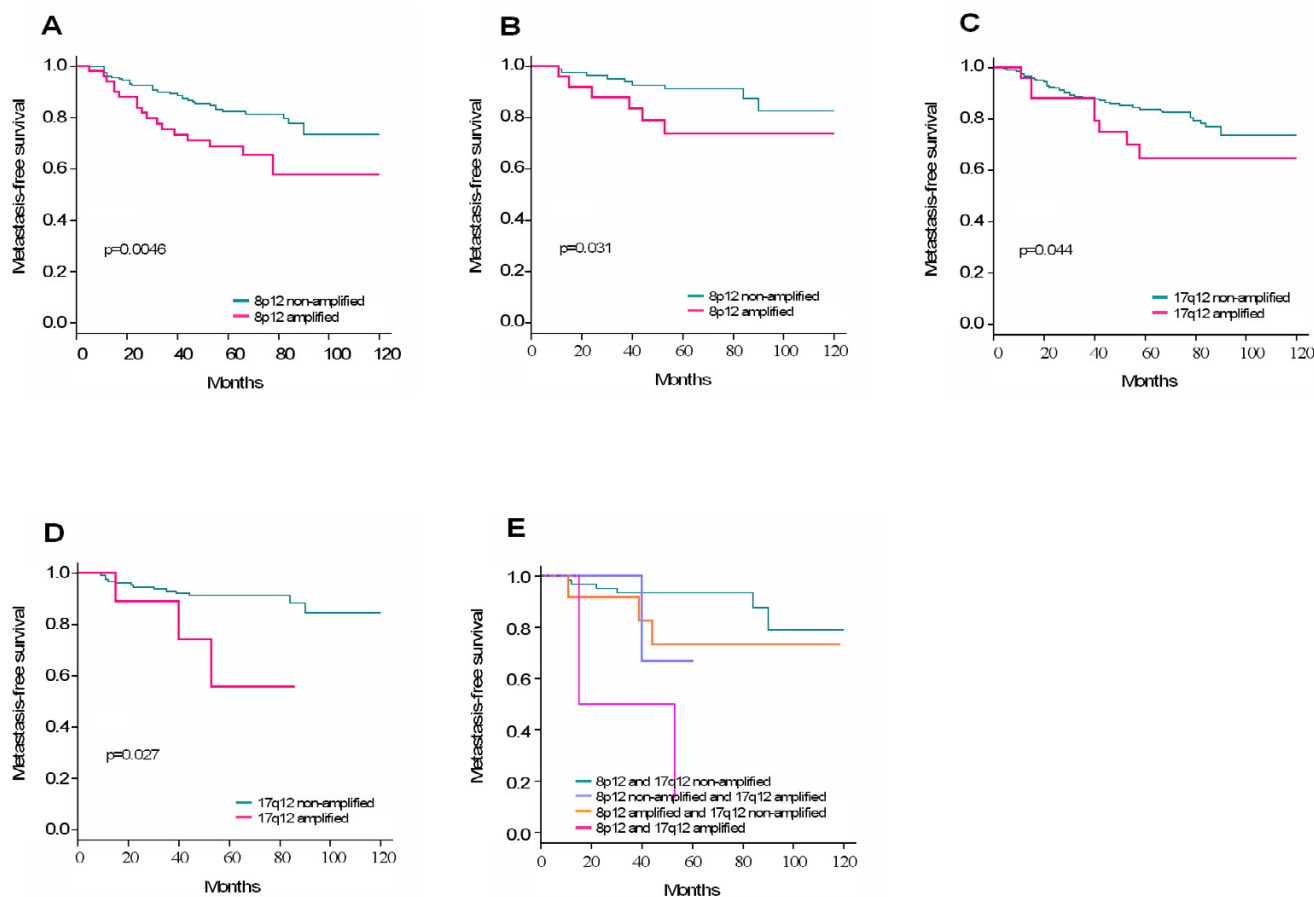 A
Metastasis-free survival
1.0
0.8
0.6
0.4
0.2
0.0
p=0.0046
8p12 non-amplified
8p12 amplified
0 20 40 60 80 100 120
Months
B
Metastasis-free survival
1.0
0.8
0.6
0.4
0.2
0.0
p=0.031
8p12 non-amplified
8p12 amplified
0 20 40 60 80 100 120
Months
C
Metastasis-free survival
1.0
0.8
0.6
0.4
0.2
0.0
p=0.044
17q12 non-amplified
17q12 amplified
0 20 40 60 80 100 120
Months
D
Metastasis-free survival
1.0
0.8
0.6
0.4
0.2
0.0
p=0.027
17q12 non-amplified
17q12 amplified
0 20 40 60 80 100 120
Months
E
Metastasis-free survival
1.0
0.8
0.6
0.4
0.2
0.0
8p12 and 17q12 non-amplified
8p12 non-amplified and 17q12 amplified
8p12 amplified and 17q12 non-amplified
8p12 and 17q12 amplified
0 20 40 60 80 100 120
Months